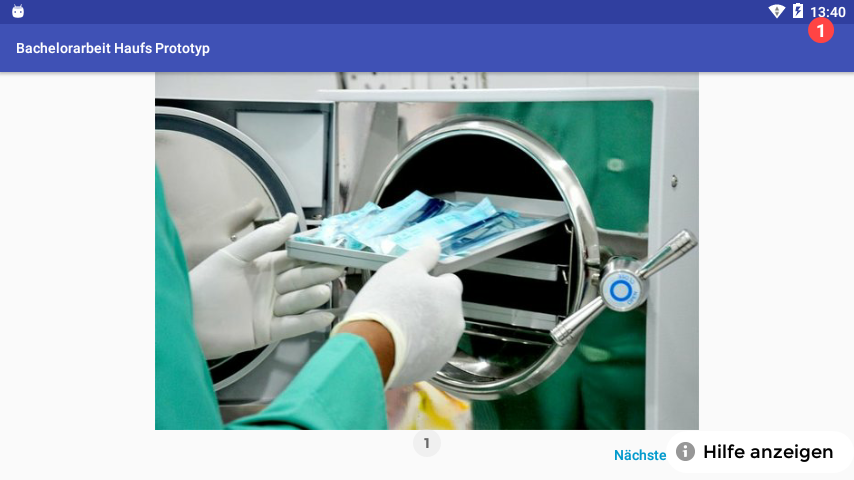 13:40
1
Bachelorarbeit Haufs Prototyp
1
Nächste
Hilfe anzeigen